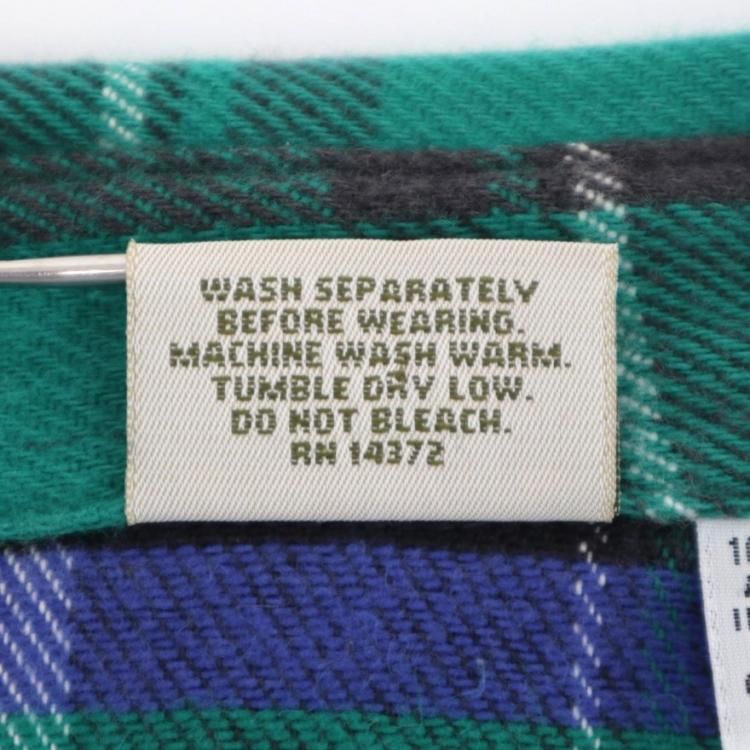 WASH SEPARATELY
BEFORE WEARING.
MACHINE WASH WARM.
TUMBLE DRY LOW.
DO NOT BLEACH.
RN 14372